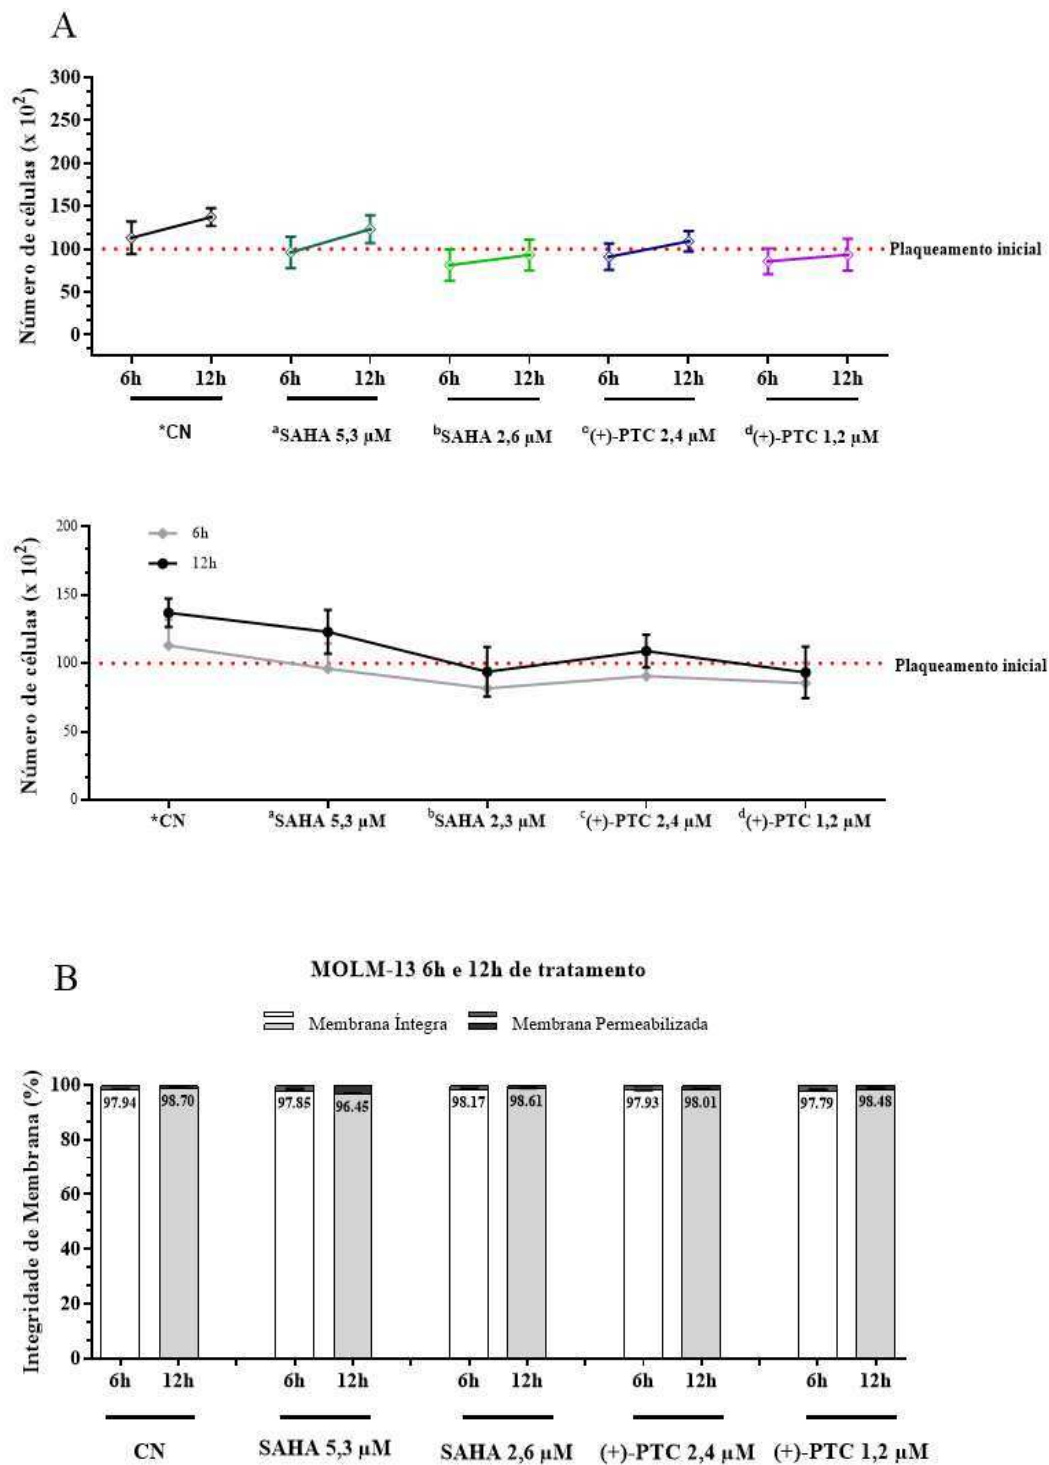 A
Número de células (x 10²)
300
250
200
150
100
50
0
Plaqueamento inicial
6h 12h 6h 12h 6h 12h 6h 12h 6h 12h
*CN ᵃSAHA 5,3 µM ᵇSAHA 2,6 µM ᶜ(+)-PTC 2,4 µM ᵈ(+)-PTC 1,2 µM
Número de células (x 10²)
200
150
100
50
0
6h
12h
Plaqueamento inicial
*CN ᵃSAHA 5,3 µM ᵇSAHA 2,3 µM ᶜ(+)-PTC 2,4 µM ᵈ(+)-PTC 1,2 µM
B
MOLM-13 6h e 12h de tratamento
Membrana Íntegra Membrana Permeabilizada
Integridade de Membrana (%)
100
80
60
40
20
0
97.94 98.70 97.85 96.45 98.17 98.61 97.93 98.01 97.79 98.48
6h 12h 6h 12h 6h 12h 6h 12h 6h 12h
CN SAHA 5,3 µM SAHA 2,6 µM (+)-PTC 2,4 µM (+)-PTC 1,2 µM